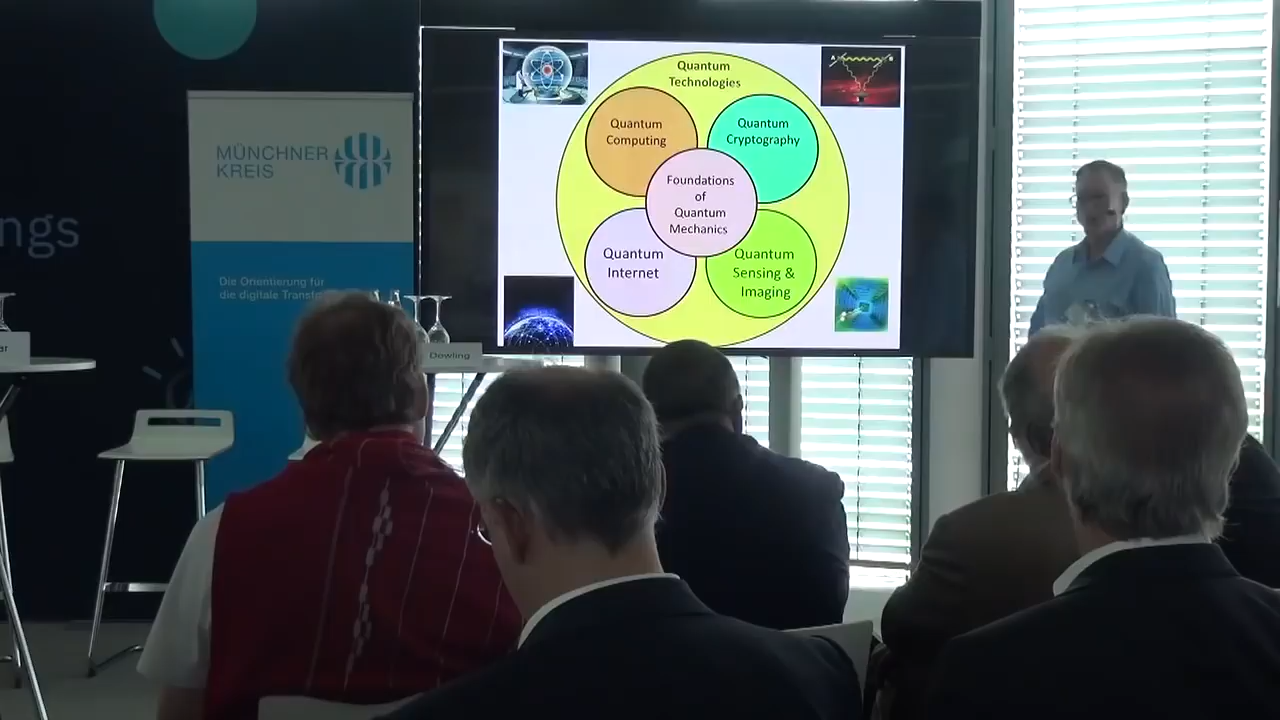 ngs
MÜNCHNER
KREIS
Die Orientierung für
die digitale Transf
ar
Dowling
Quantum
Technologies
Quantum
Computing
Quantum
Cryptography
Foundations
of
Quantum
Mechanics
Quantum
Internet
Quantum
Sensing &
Imaging
A
B